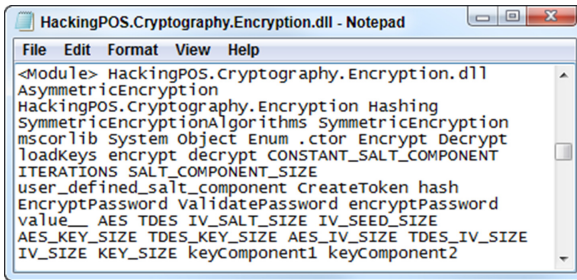 HackingPOS.Cryptography.Encryption.dll - Notepad
File Edit Format View Help
<Module> HackingPOS.Cryptography.Encryption.dll
AsymmetricEncryption
HackingPOS.Cryptography.Encryption Hashing
SymmetricEncryptionAlgorithms SymmetricEncryption
mscorlib System Object Enum .ctor Encrypt Decrypt
loadKeys encrypt decrypt CONSTANT_SALT_COMPONENT
ITERATIONS SALT_COMPONENT_SIZE
user_defined_salt_component CreateToken hash
EncryptPassword ValidatePassword encryptPassword
value__ AES TDES IV_SALT_SIZE IV_SEED_SIZE
AES_KEY_SIZE TDES_KEY_SIZE AES_IV_SIZE TDES_IV_SIZE
IV_SIZE KEY_SIZE keyComponent1 keyComponent2